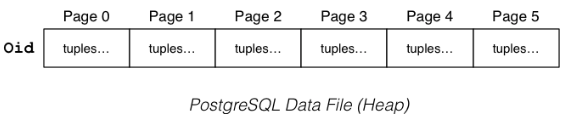 Page 0 Page 1 Page 2 Page 3 Page 4 Page 5
Oid tuples... tuples... tuples... tuples... tuples... tuples...
PostgreSQL Data File (Heap)